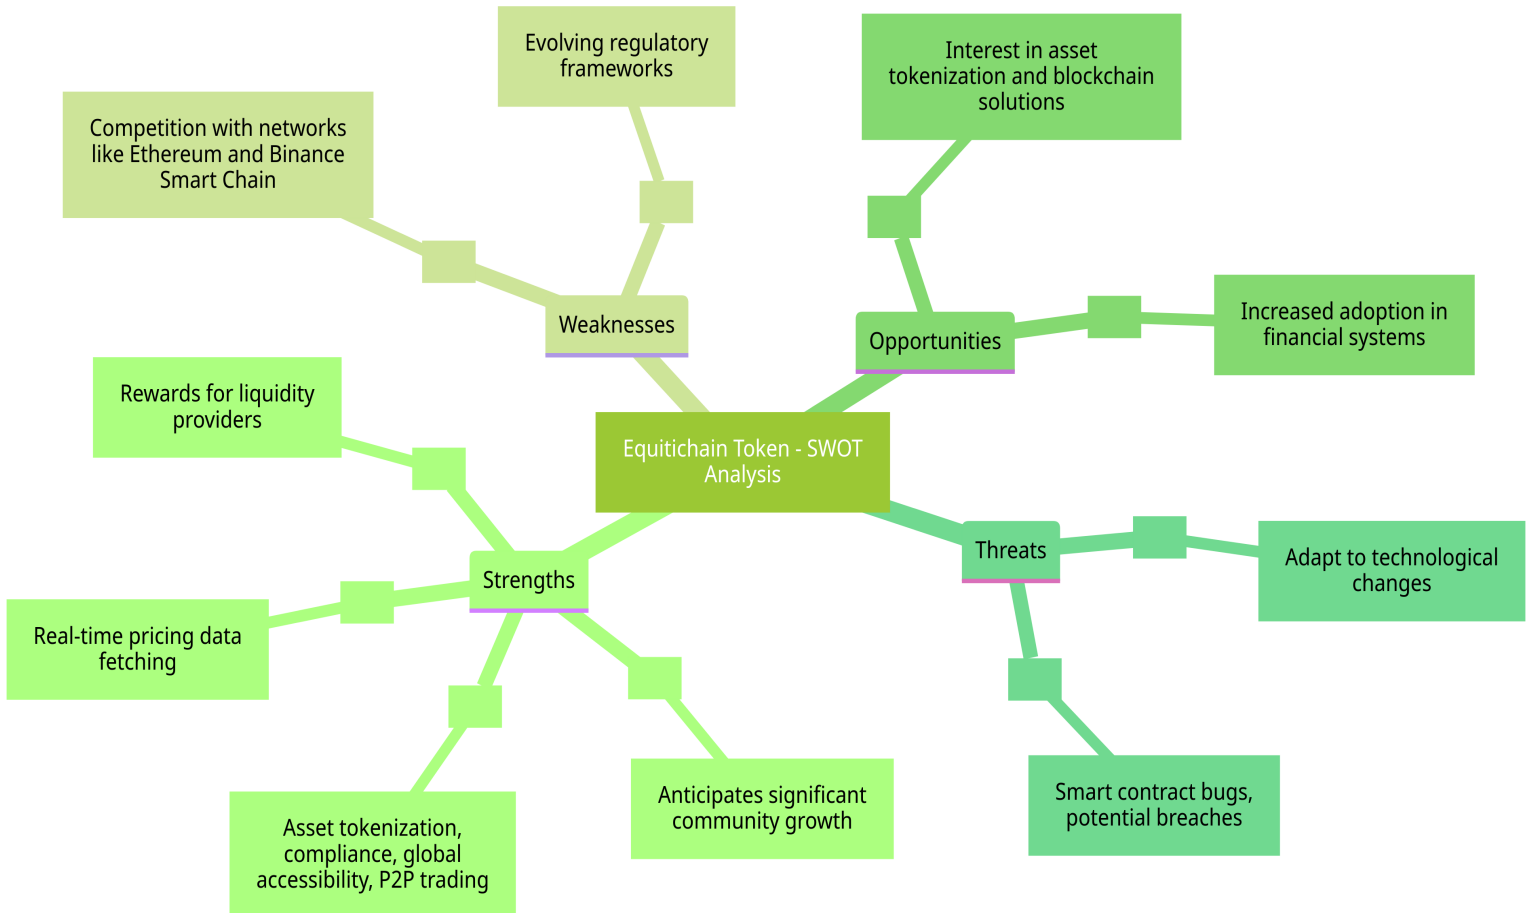 Equitichain Token - SWOT
Analysis
Weaknesses
Evolving regulatory
frameworks
Competition with networks
like Ethereum and Binance
Smart Chain
Opportunities
Interest in asset
tokenization and blockchain
solutions
Increased adoption in
financial systems
Strengths
Rewards for liquidity
providers
Real-time pricing data
fetching
Asset tokenization,
compliance, global
accessibility, P2P trading
Anticipates significant
community growth
Threats
Adapt to technological
changes
Smart contract bugs,
potential breaches